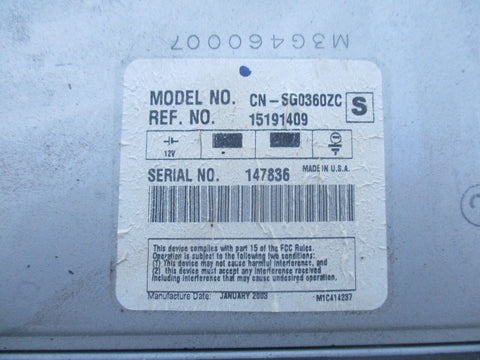 M3G460007
MODEL NO. CN-SG0360ZC S
REF. NO. 15191409
12V
SERIAL NO. 147836 MADE IN U.S.A.
This device complies with part 15 of the FCC Rules.
Operation is subject to the following two conditions:
(1) This device may not cause harmful interference, and
(2) this device must accept any interference received
including interference that may cause undesired operation.
Manufacture Date: JANUARY 2003 M1C414237